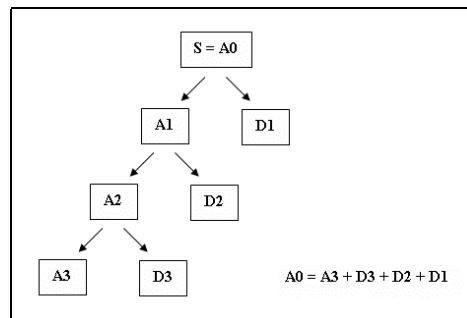 S = A0
A1
D1
A2
D2
A3
D3
A0 = A3 + D3 + D2 + D1